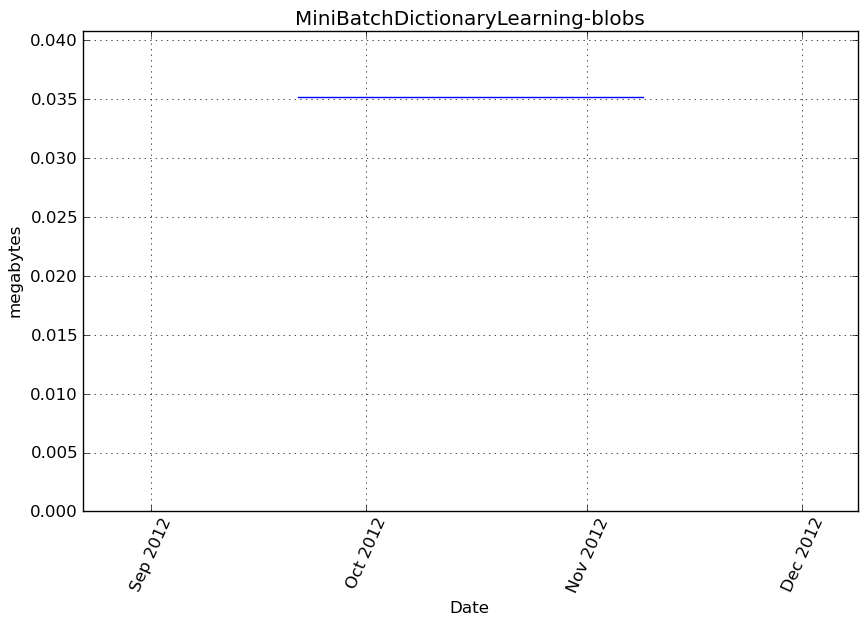 MiniBatchDictionaryLearning-blobs
0.040
0.035
0.030
0.025
0.020
0.015
0.010
0.005
0.000
megabytes
Sep 2012
Oct 2012
Nov 2012
Dec 2012
Date